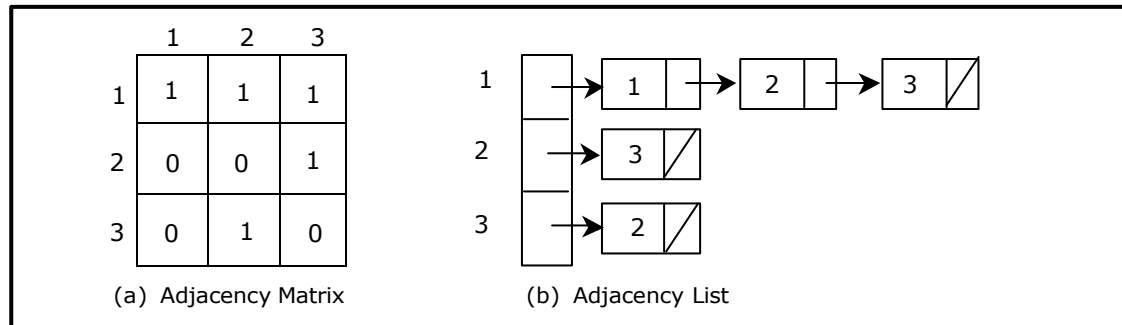 1 2 3
1 1 1 1
2 0 0 1
3 0 1 0
(a) Adjacency Matrix
1 1 2 3
2 3
3 2
(b) Adjacency List